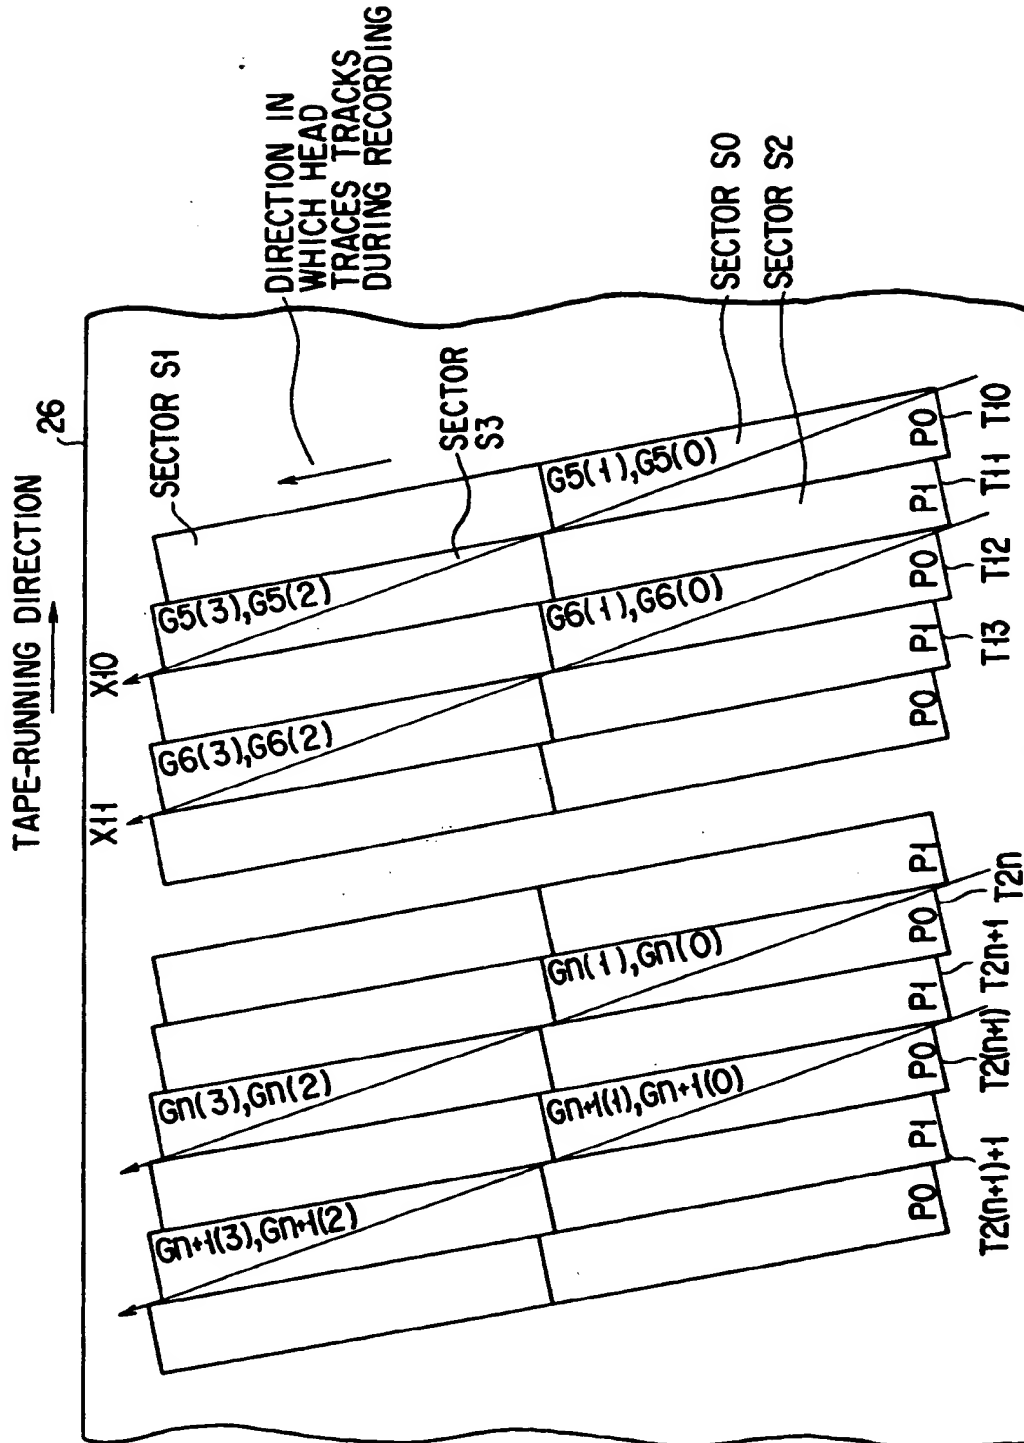 TAPE-RUNNING DIRECTION
26
SECTOR S1
X10
X11
DIRECTION IN
WHICH HEAD
TRACES TRACKS
DURING RECORDING
SECTOR
S3
SECTOR S0
SECTOR S2
G5(3),G5(2)
G6(3),G6(2)
Gn(3),Gn(2)
Gn+1(3),Gn+1(2)
G5(1),G5(0)
G6(1),G6(0)
Gn(1),Gn(0)
Gn+1(1),Gn+1(0)
P0
P1
P0
P1
P0
P1
P0
P1
P0
P1
P0
T10
T11
T12
T13
T2n
T2n+1
T2(n+1)
T2(n+1)+1